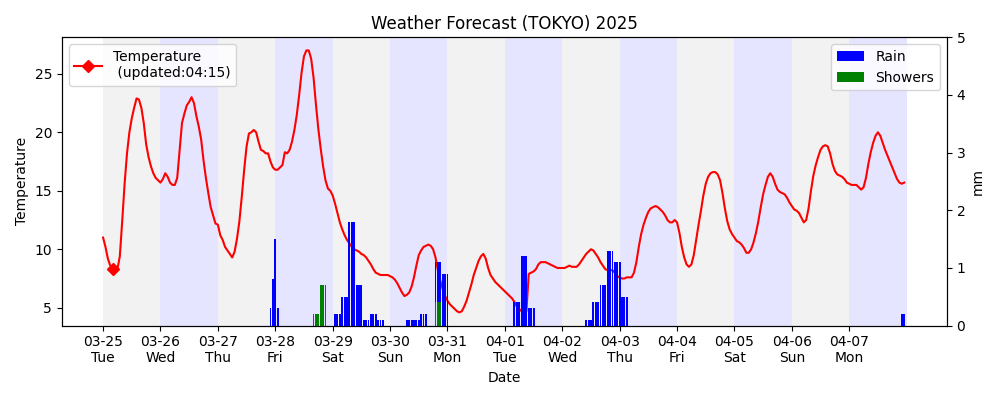 Weather Forecast (TOKYO) 2025
Temperature
(updated:04:15)
Rain
Showers
Temperature
25
20
15
10
5
mm
5
4
3
2
1
0
03-25 03-26 03-27 03-28 03-29 03-30 03-31 04-01 04-02 04-03 04-04 04-05 04-06 04-07
Tue Wed Thu Fri Sat Sun Mon Tue Wed Thu Fri Sat Sun Mon
Date